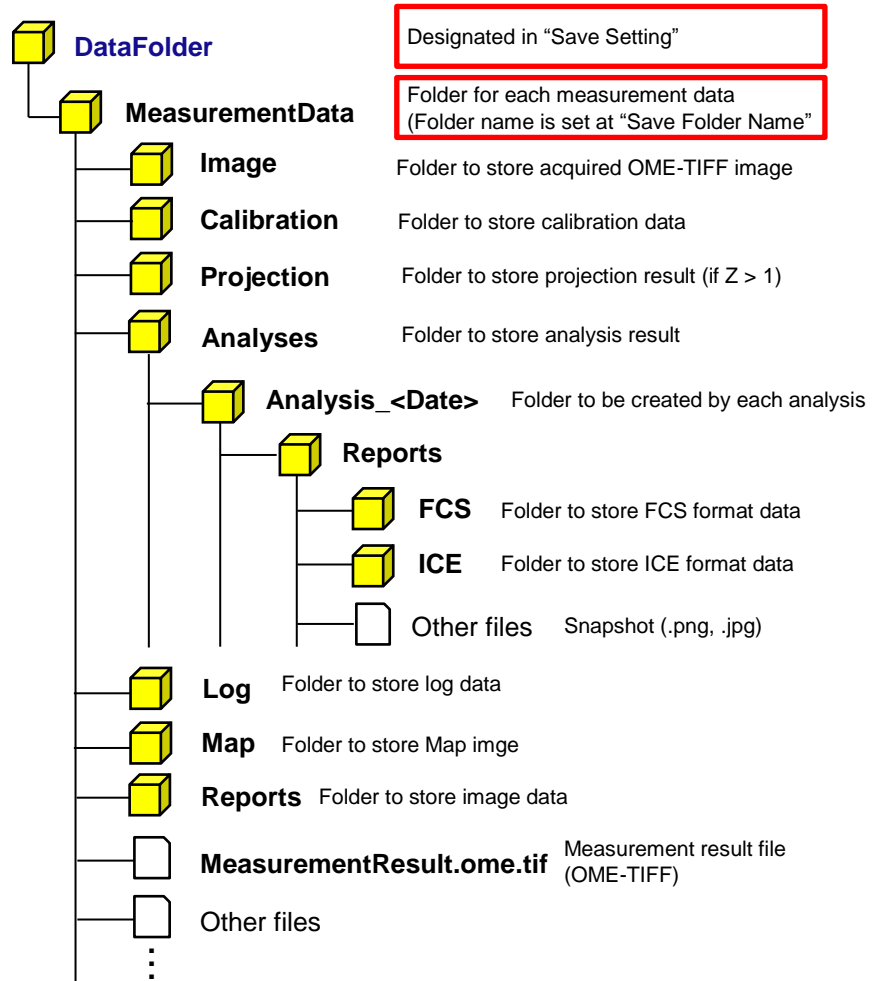 DataFolder
Designated in “Save Setting”
MeasurementData
Folder for each measurement data
(Folder name is set at “Save Folder Name”
Image
Folder to store acquired OME-TIFF image
Calibration
Folder to store calibration data
Projection
Folder to store projection result (if Z > 1)
Analyses
Folder to store analysis result
Analysis_<Date>
Folder to be created by each analysis
Reports
FCS
Folder to store FCS format data
ICE
Folder to store ICE format data
Other files
Snapshot (.png, .jpg)
Log
Folder to store log data
Map
Folder to store Map imge
Reports
Folder to store image data
MeasurementResult.ome.tif
Measurement result file
(OME-TIFF)
Other files